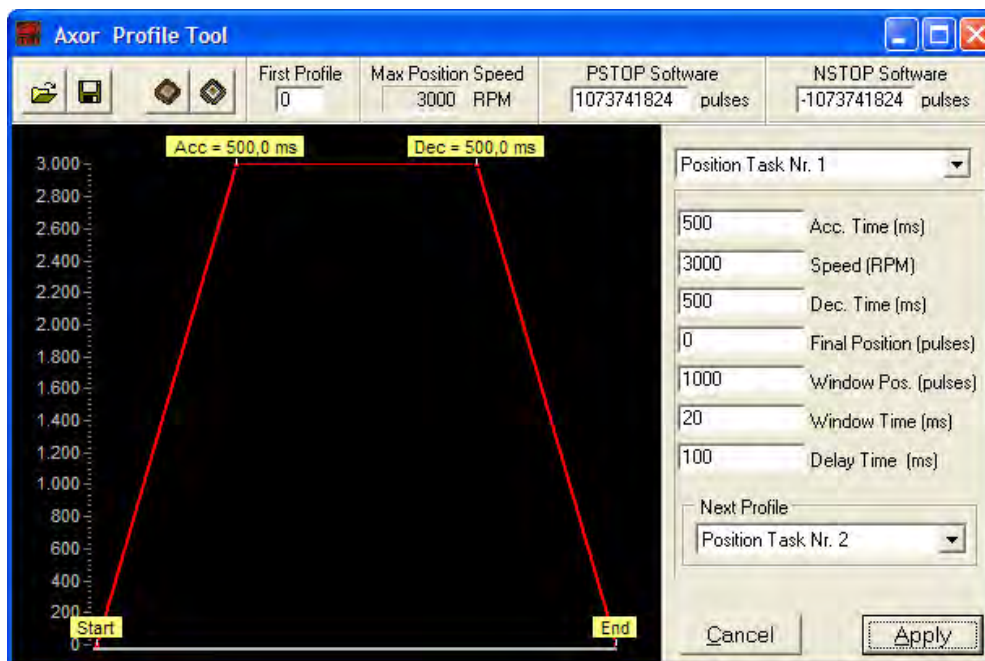 Axor Profile Tool
First Profile
0
Max Position Speed
3000 RPM
PSTOP Software
1073741824 pulses
NSTOP Software
-1073741824 pulses
Acc = 500,0 ms
Dec = 500,0 ms
3.000
2.800
2.600
2.400
2.200
2.000
1.800
1.600
1.400
1.200
1.000
800
600
400
200
0
Start
End
Position Task Nr. 1
500 Acc. Time (ms)
3000 Speed (RPM)
500 Dec. Time (ms)
0 Final Position (pulses)
1000 Window Pos. (pulses)
20 Window Time (ms)
100 Delay Time (ms)
Next Profile
Position Task Nr. 2
Cancel
Apply